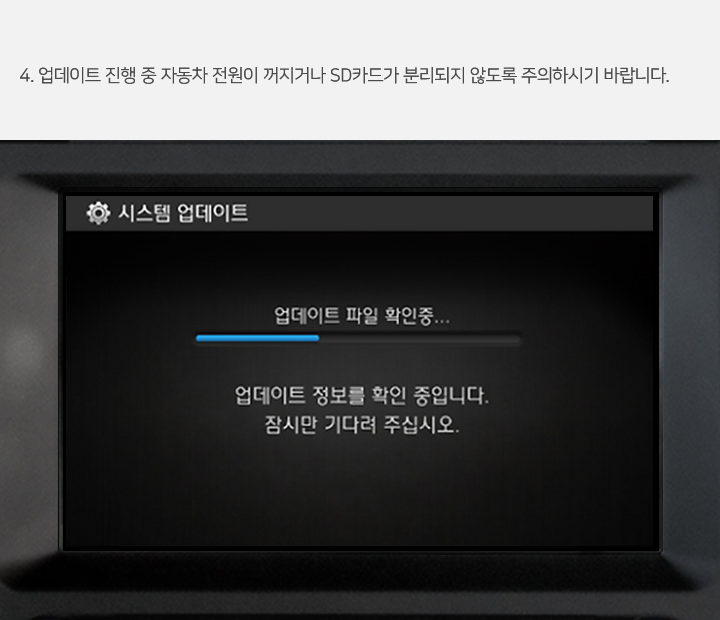 4. 업데이트 진행 중 자동차 전원이 꺼지거나 SD카드가 분리되지 않도록 주의하시기 바랍니다.
시스템 업데이트
업데이트 파일 확인중...
업데이트 정보를 확인 중입니다.
잠시만 기다려 주십시오.